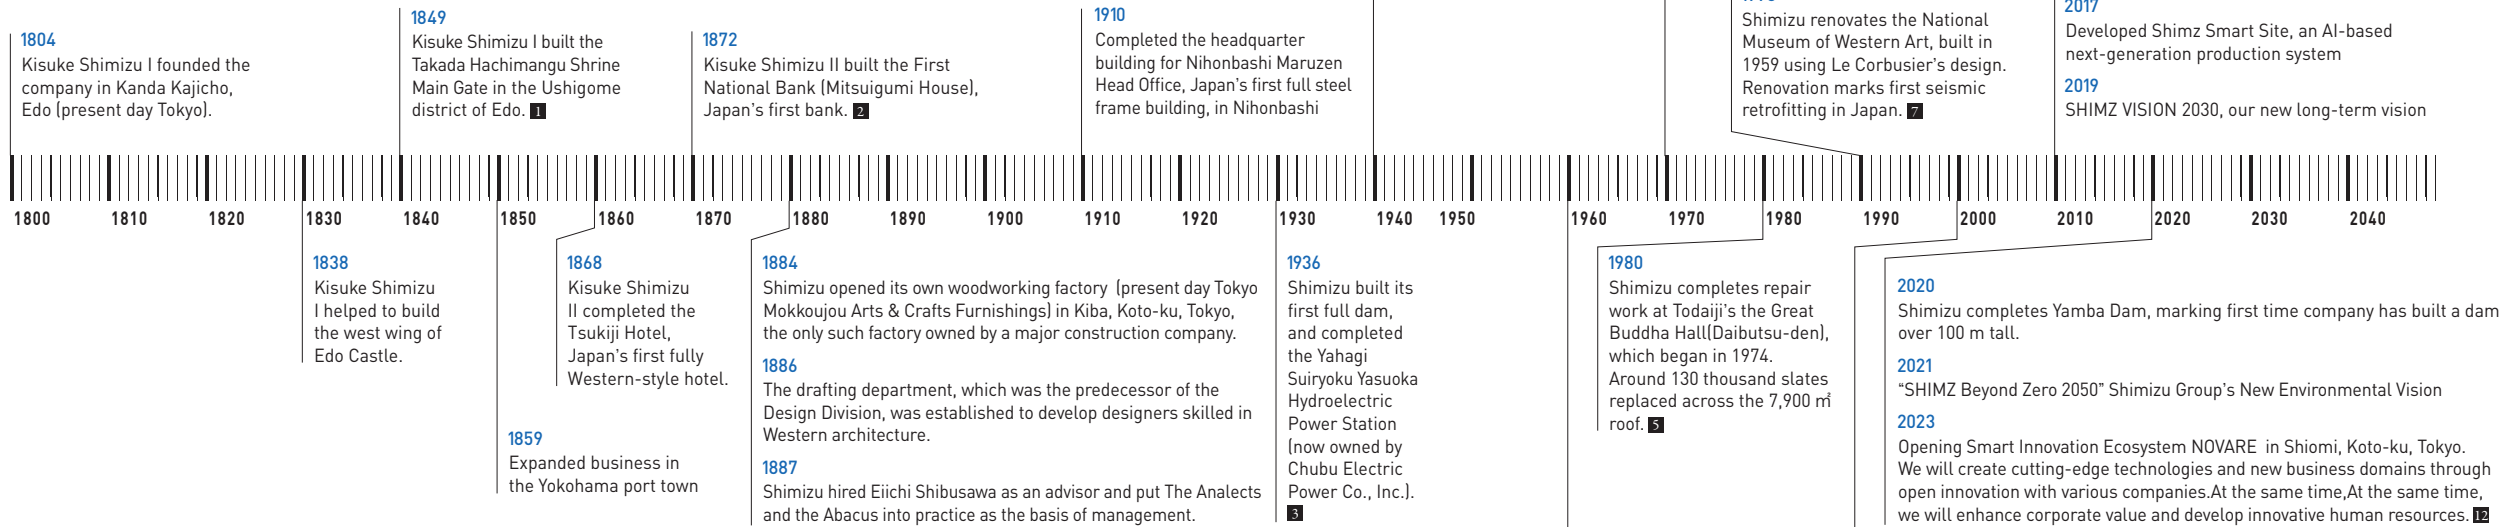 1804
Kisuke Shimizu I founded the
company in Kanda Kajicho,
Edo (present day Tokyo).
1849
Kisuke Shimizu I built the
Takada Hachimangu Shrine
Main Gate in the Ushigome
district of Edo. 1
1872
Kisuke Shimizu II built the First
National Bank (Mitsuigumi House),
Japan's first bank. 2
1910
Completed the headquarter
building for Nihonbashi Maruzen
Head Office, Japan's first full steel
frame building, in Nihonbashi
Shimizu renovates the National
Museum of Western Art, built in
1959 using Le Corbusier's design.
Renovation marks first seismic
retrofitting in Japan. 7
2017
Developed Shimz Smart Site, an AI-based
next-generation production system
2019
SHIMZ VISION 2030, our new long-term vision
1800 1810 1820 1830 1840 1850 1860 1870 1880 1890 1900 1910 1920 1930 1940 1950 1960 1970 1980 1990 2000 2010 2020 2030 2040
1838
Kisuke Shimizu
I helped to build
the west wing of
Edo Castle.
1859
Expanded business in
the Yokohama port town
1868
Kisuke Shimizu
II completed the
Tsukiji Hotel,
Japan's first fully
Western-style hotel.
1884
Shimizu opened its own woodworking factory (present day Tokyo
Mokkoujou Arts & Crafts Furnishings) in Kiba, Koto-ku, Tokyo,
the only such factory owned by a major construction company.
1886
The drafting department, which was the predecessor of the
Design Division, was established to develop designers skilled in
Western architecture.
1887
Shimizu hired Eiichi Shibusawa as an advisor and put The Analects
and the Abacus into practice as the basis of management.
1936
Shimizu built its
first full dam,
and completed
the Yahagi
Suiryoku Yasuoka
Hydroelectric
Power Station
(now owned by
Chubu Electric
Power Co., Inc.).
3
1980
Shimizu completes repair
work at Todaiji's the Great
Buddha Hall(Daibutsu-den),
which began in 1974.
Around 130 thousand slates
replaced across the 7,900 ㎡
roof. 5
2020
Shimizu completes Yamba Dam, marking first time company has built a dam
over 100 m tall.
2021
“SHIMZ Beyond Zero 2050” Shimizu Group's New Environmental Vision
2023
Opening Smart Innovation Ecosystem NOVARE in Shiomi, Koto-ku, Tokyo.
We will create cutting-edge technologies and new business domains through
open innovation with various companies.At the same time,At the same time,
we will enhance corporate value and develop innovative human resources. 12